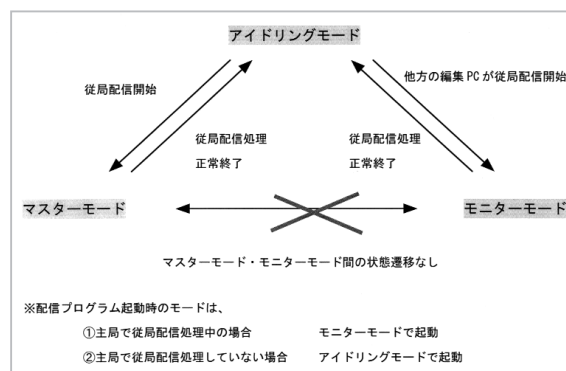 アイドリングモード
従局配信開始
他方の編集PCが従局配信開始
従局配信処理
正常終了
従局配信処理
正常終了
マスターモード
モニターモード
マスターモード・モニターモード間の状態遷移なし
※配信プログラム起動時のモードは、
①主局で従局配信処理中の場合 モニターモードで起動
②主局で従局配信処理していない場合 アイドリングモードで起動